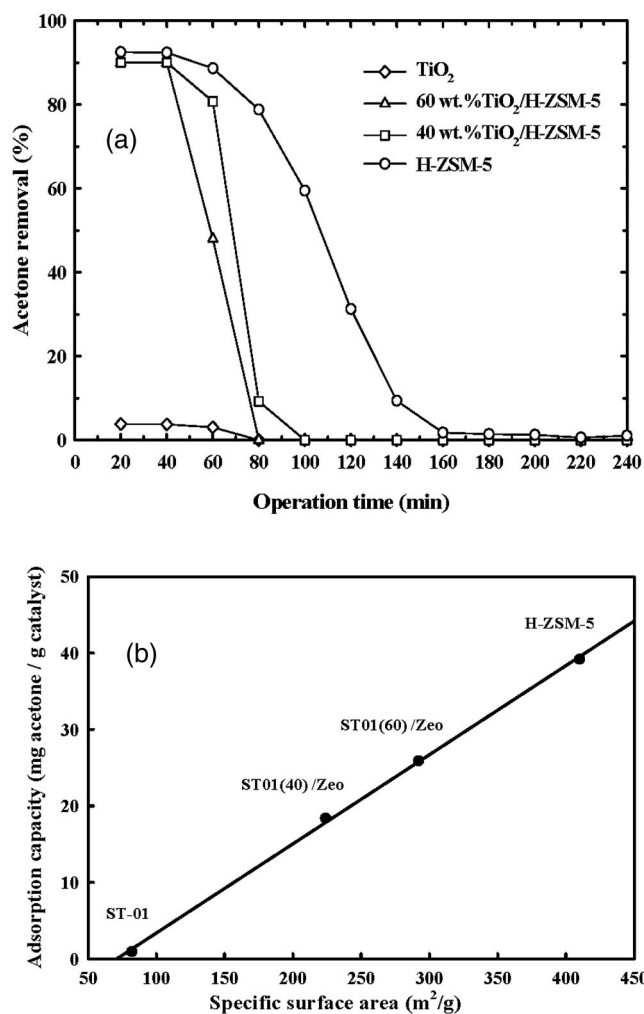 100
80
60
40
20
0
Acetone removal (%)
(a)
TiO₂
60 wt.%TiO₂/H-ZSM-5
40 wt.%TiO₂/H-ZSM-5
H-ZSM-5
0 20 40 60 80 100 120 140 160 180 200 220 240
Operation time (min)
50
40
30
20
10
0
Adsorption capacity (mg acetone / g catalyst)
(b)
H-ZSM-5
ST01(60) /Zeo
ST01(40) /Zeo
ST-01
50 100 150 200 250 300 350 400 450
Specific surface area (m²/g)